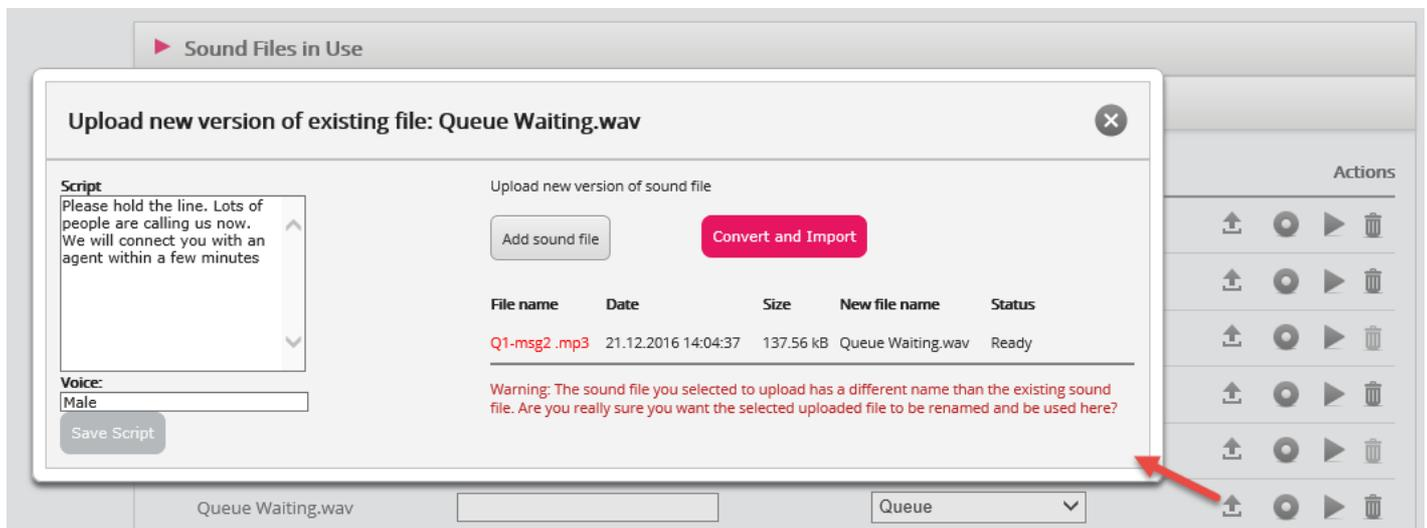 Sound Files in Use
Upload new version of existing file: Queue Waiting.wav
Actions
Script
Please hold the line. Lots of
people are calling us now.
We will connect you with an
agent within a few minutes
Voice:
Male
Save Script
Upload new version of sound file
Add sound file
Convert and Import
File name Date Size New file name Status
Q1-msg2 .mp3 21.12.2016 14:04:37 137.56 kB Queue Waiting.wav Ready
Warning: The sound file you selected to upload has a different name than the existing sound
file. Are you really sure you want the selected uploaded file to be renamed and be used here?
Queue Waiting.wav Queue